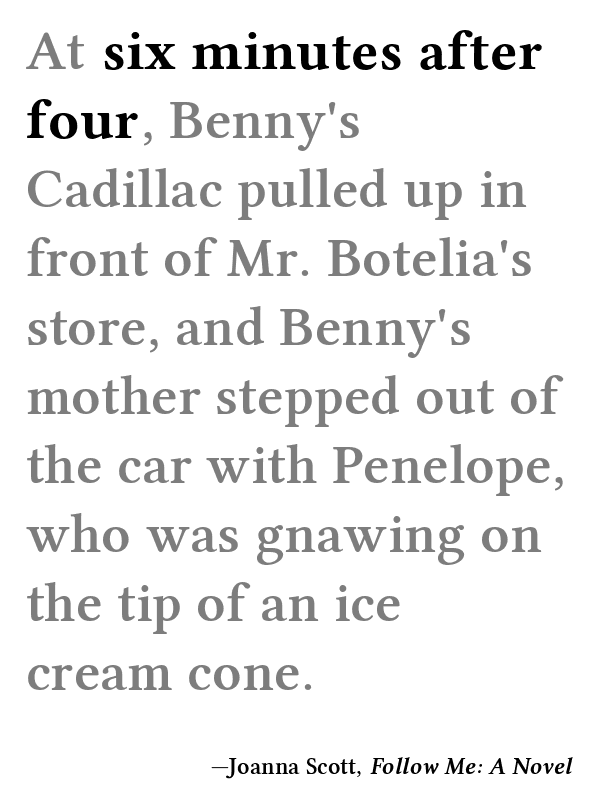 At six minutes after
four, Benny's
Cadillac pulled up in
front of Mr. Botelia's
store, and Benny's
mother stepped out of
the car with Penelope,
who was gnawing on
the tip of an ice
cream cone.
—Joanna Scott, Follow Me: A Novel